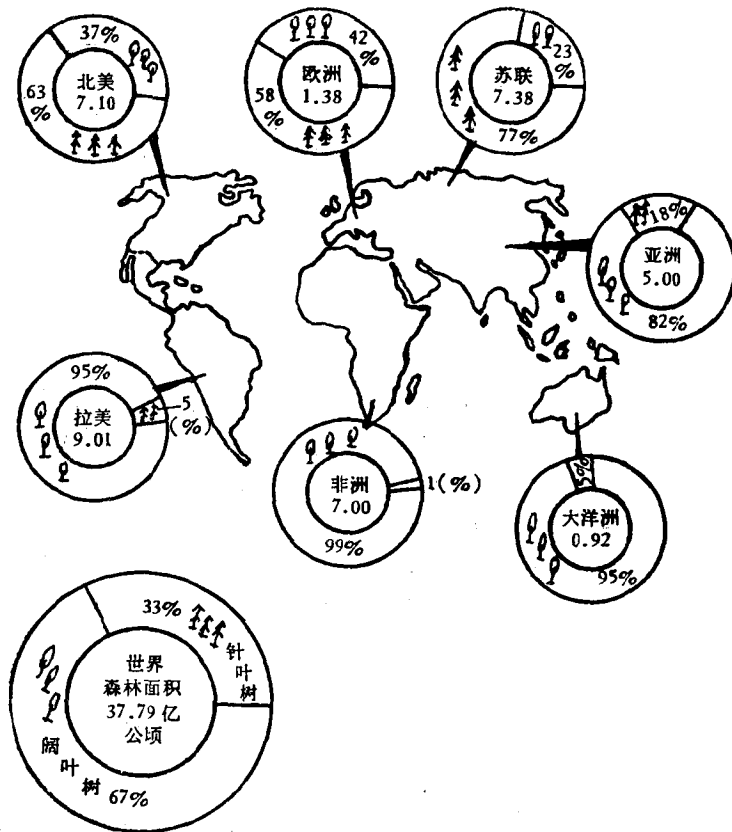 37%
北美
7.10
63
%
42
%
欧洲
1.38
58
%
23
%
苏联
7.38
77%
18%
亚洲
5.00
82%
95%
拉美
9.01
5
(%)
非洲
7.00
1(%)
99%
5%
大洋洲
0.92
95%
33%
针
叶
树
世界
森林面积
37.79亿
公顷
阔
叶
树
67%